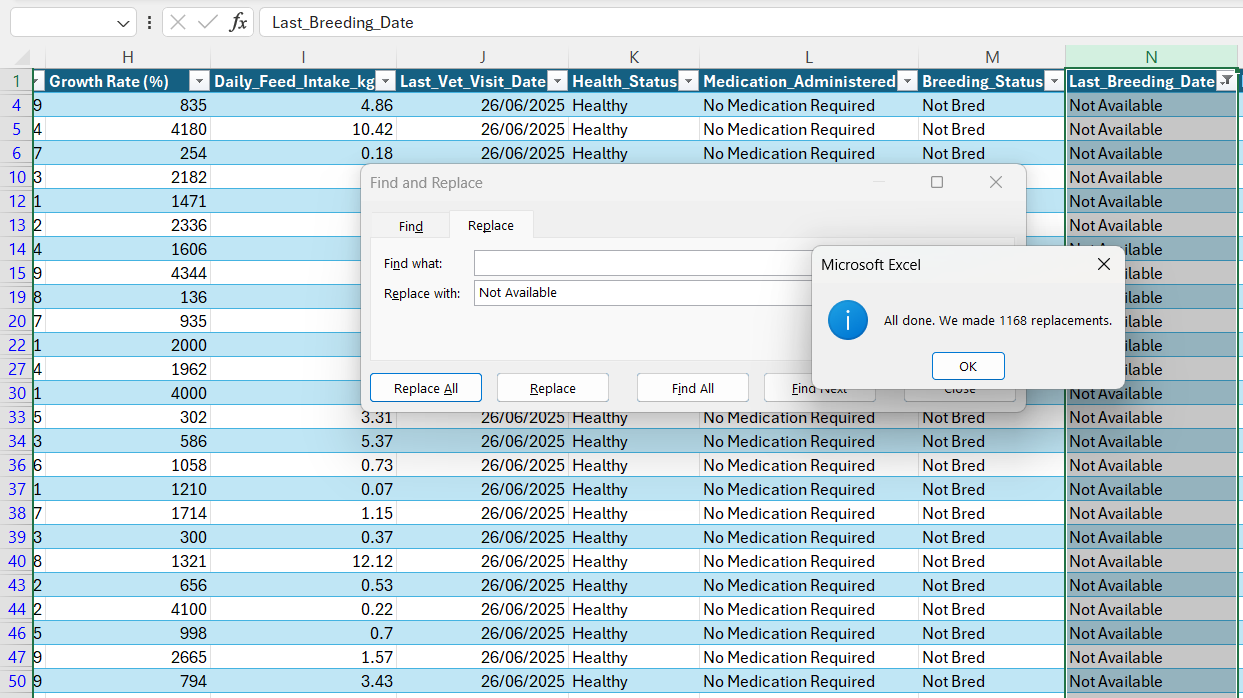 Last_Breeding_Date
H I J K L M N
1 Growth Rate (%) Daily_Feed_Intake_kg Last_Vet_Visit_Date Health_Status Medication_Administered Breeding_Status Last_Breeding_Date
4 9 835 4.86 26/06/2025 Healthy No Medication Required Not Bred Not Available
5 4 4180 10.42 26/06/2025 Healthy No Medication Required Not Bred Not Available
6 7 254 0.18 26/06/2025 Healthy No Medication Required Not Bred Not Available
10 3 2182 Not Available
12 1 1471 Not Available
13 2 2336 Not Available
14 4 1606
15 9 4344 ilable
19 8 136 ilable
20 7 935 ilable
22 1 2000 ilable
27 4 1962 ilable
30 1 4000 Not Available
Find and Replace
Find Replace
Find what:
Replace with: Not Available
Replace All Replace Find All Find Next Close
Microsoft Excel
All done. We made 1168 replacements.
OK
33 5 302 3.31 26/06/2025 Healthy No Medication Required Not Bred Not Available
34 3 586 5.37 26/06/2025 Healthy No Medication Required Not Bred Not Available
36 6 1058 0.73 26/06/2025 Healthy No Medication Required Not Bred Not Available
37 1 1210 0.07 26/06/2025 Healthy No Medication Required Not Bred Not Available
38 7 1714 1.15 26/06/2025 Healthy No Medication Required Not Bred Not Available
39 3 300 0.37 26/06/2025 Healthy No Medication Required Not Bred Not Available
40 8 1321 12.12 26/06/2025 Healthy No Medication Required Not Bred Not Available
43 2 656 0.53 26/06/2025 Healthy No Medication Required Not Bred Not Available
44 2 4100 0.22 26/06/2025 Healthy No Medication Required Not Bred Not Available
46 5 998 0.7 26/06/2025 Healthy No Medication Required Not Bred Not Available
47 9 2665 1.57 26/06/2025 Healthy No Medication Required Not Bred Not Available
50 9 794 3.43 26/06/2025 Healthy No Medication Required Not Bred Not Available